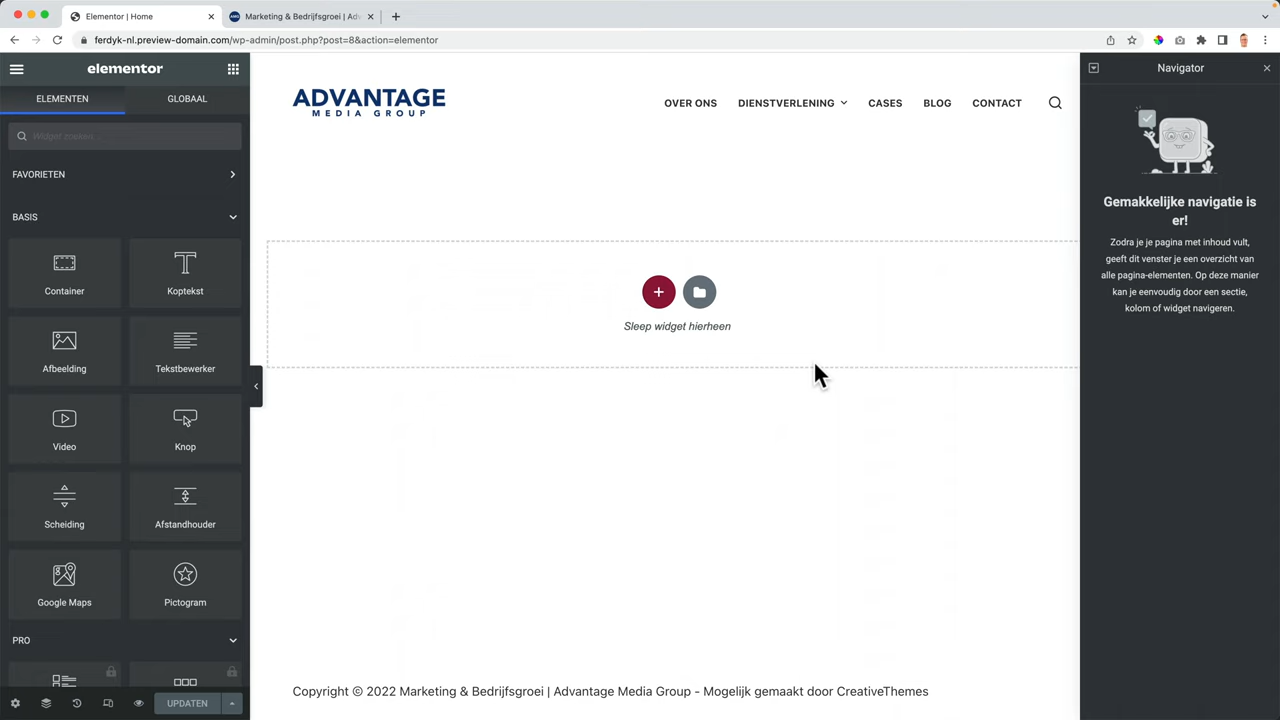 Elementor | Home
Marketing & Bedrijfsgroei | Adv
ferdyk-nl.preview-domain.com/wp-admin/post.php?post=8&action=elementor
elementor
ELEMENTEN
GLOBAAL
Widget zoeken...
FAVORIETEN
BASIS
Container
Koptekst
Afbeelding
Tekstbewerker
Video
Knop
Scheiding
Afstandhouder
Google Maps
Pictogram
PRO
UPDATEN
ADVANTAGE
MEDIA GROUP
OVER ONS
DIENSTVERLENING
CASES
BLOG
CONTACT
Sleep widget hierheen
Copyright © 2022 Marketing & Bedrijfsgroei | Advantage Media Group - Mogelijk gemaakt door CreativeThemes
Navigator
Gemakkelijke navigatie is
er!
Zodra je je pagina met inhoud vult,
geeft dit venster je een overzicht van
alle pagina-elementen. Op deze manier
kan je eenvoudig door een sectie,
kolom of widget navigeren.